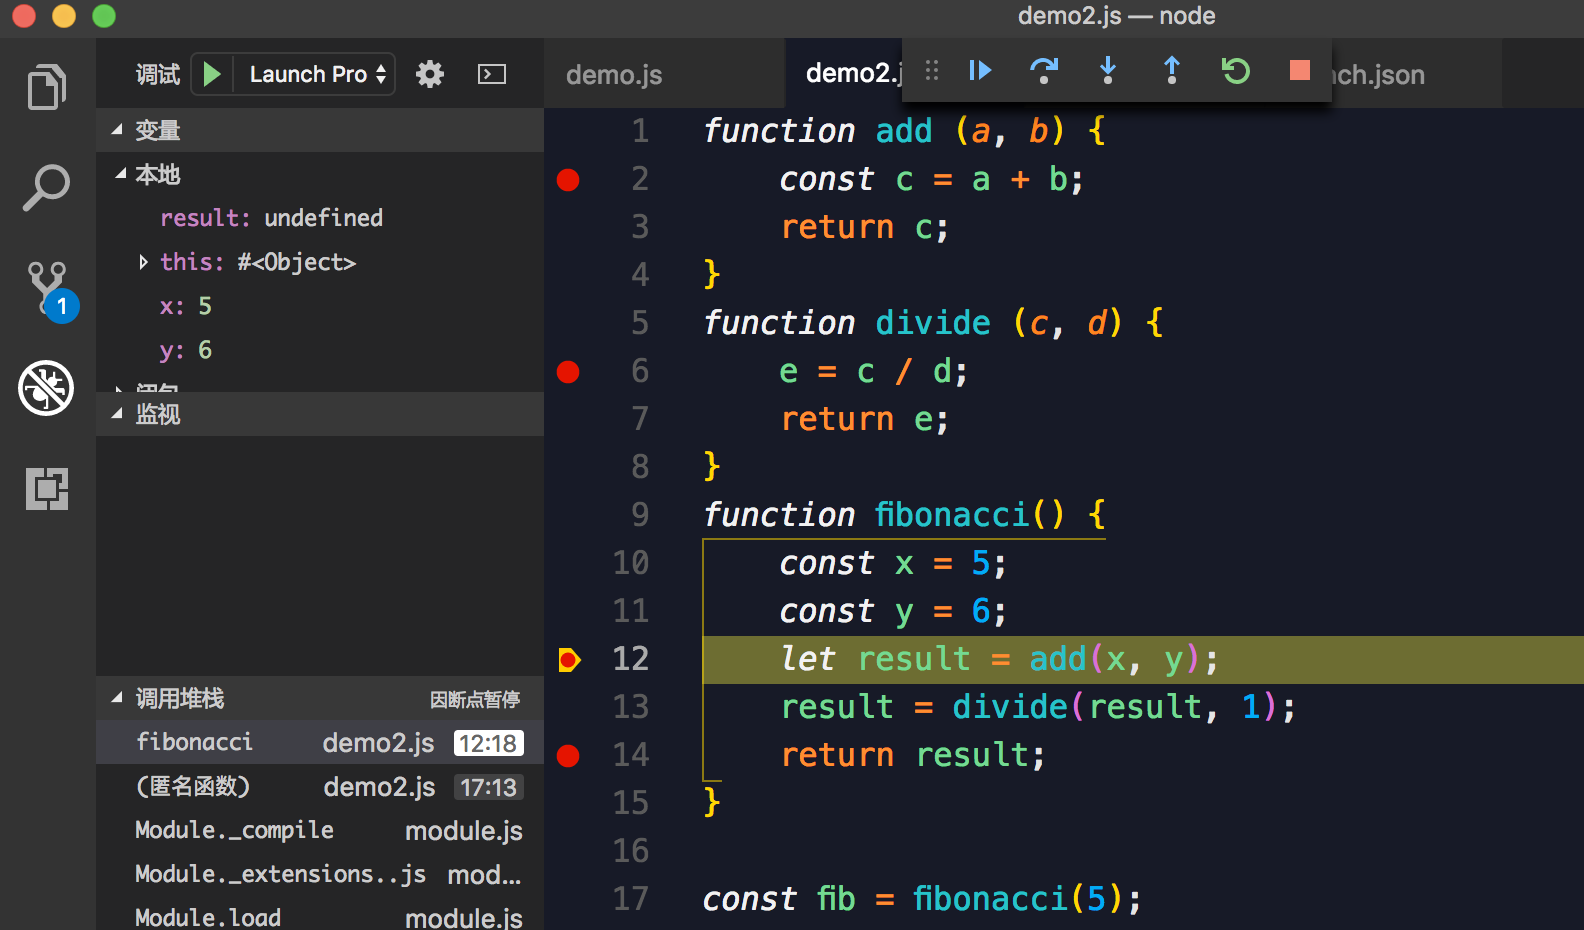 demo2.js — node
调试 Launch Pro
demo.js demo2.j nch.json
变量
本地
result: undefined
this: #<Object>
x: 5
y: 6
闭包
监视
1
调用堆栈 因断点暂停
fibonacci demo2.js 12:18
(匿名函数) demo2.js 17:13
Module._compile module.js
Module._extensions..js mod...
Module.load module.js
1 function add (a, b) {
2 const c = a + b;
3 return c;
4 }
5 function divide (c, d) {
6 e = c / d;
7 return e;
8 }
9 function fibonacci() {
10 const x = 5;
11 const y = 6;
12 let result = add(x, y);
13 result = divide(result, 1);
14 return result;
15 }
16
17 const fib = fibonacci(5);